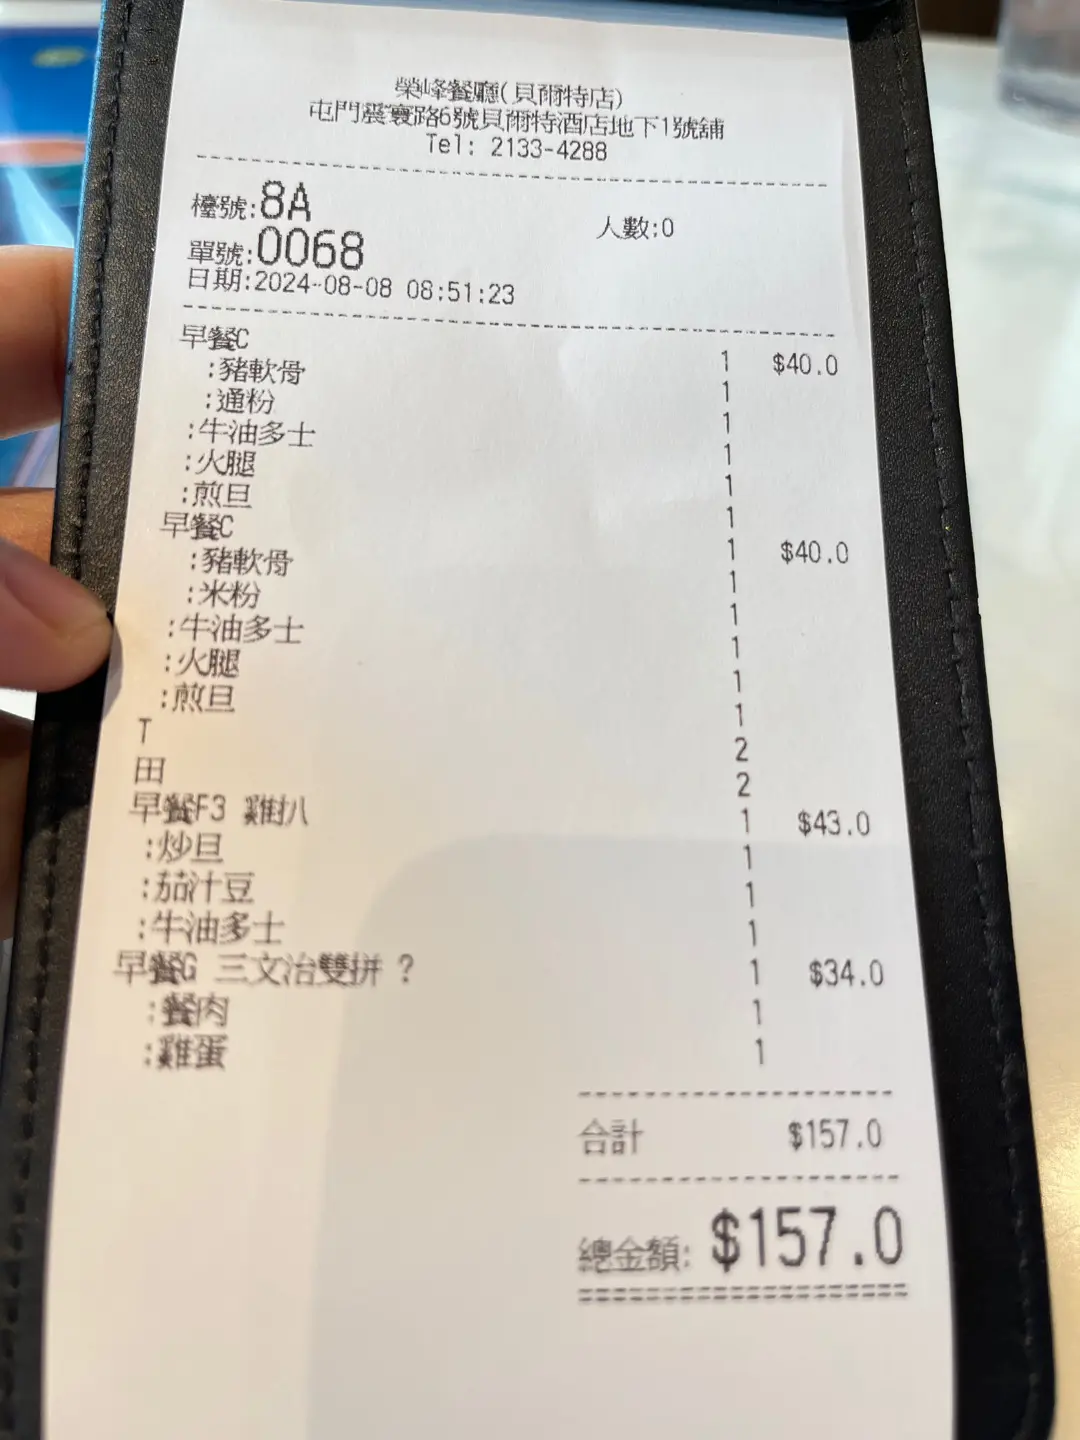 榮峰餐廳(貝爾特店)
屯門震寰路6號貝爾特酒店地下1號舖
Tel: 2133-4288
檯號:8A 人數:0
單號:0068
日期:2024-08-08 08:51:23
早餐C 1 $40.0
:豬軟骨 1
:通粉 1
:牛油多士 1
:火腿 1
:煎旦 1
早餐C 1 $40.0
:豬軟骨 1
:米粉 1
:牛油多士 1
:火腿 1
:煎旦 1
T 2
田 2
早餐F3 雞扒 1 $43.0
:炒旦 1
:茄汁豆 1
:牛油多士 1
早餐G 三文治雙拼 ? 1 $34.0
:餐肉 1
:雞蛋 1
合計 $157.0
總金額: $157.0